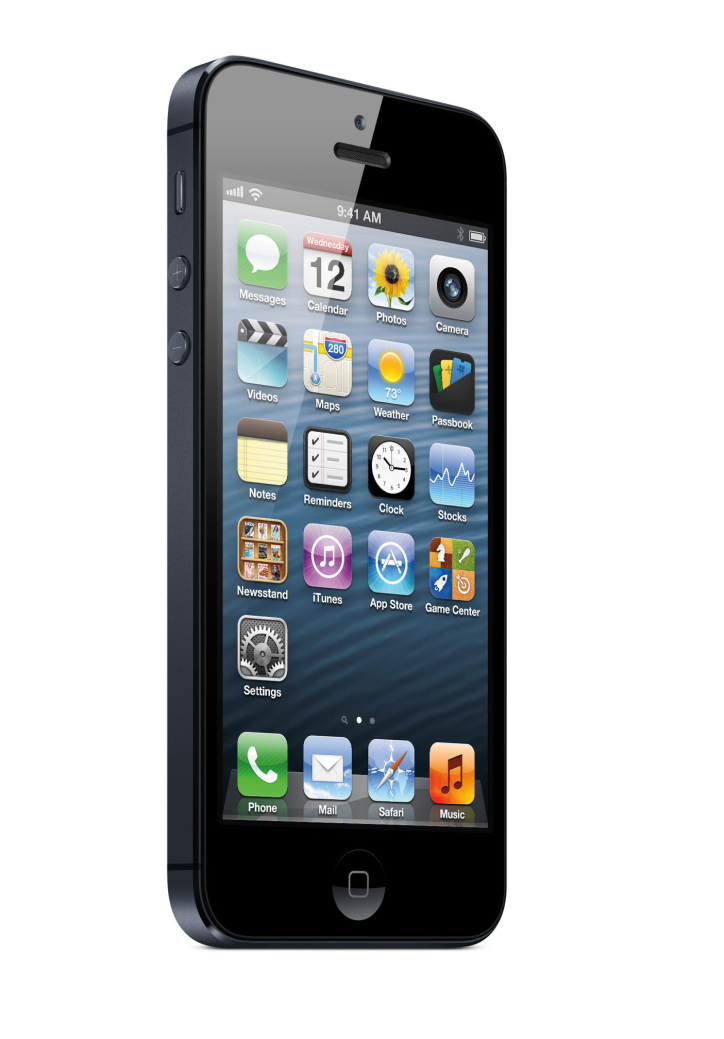 9:41 AM
Wednesday
12
Messages
Calendar
Photos
Camera
280
73°
Videos
Maps
Weather
Passbook
Notes
Reminders
Clock
Stocks
Newsstand
iTunes
App Store
Game Center
Settings
Phone
Mail
Safari
Music